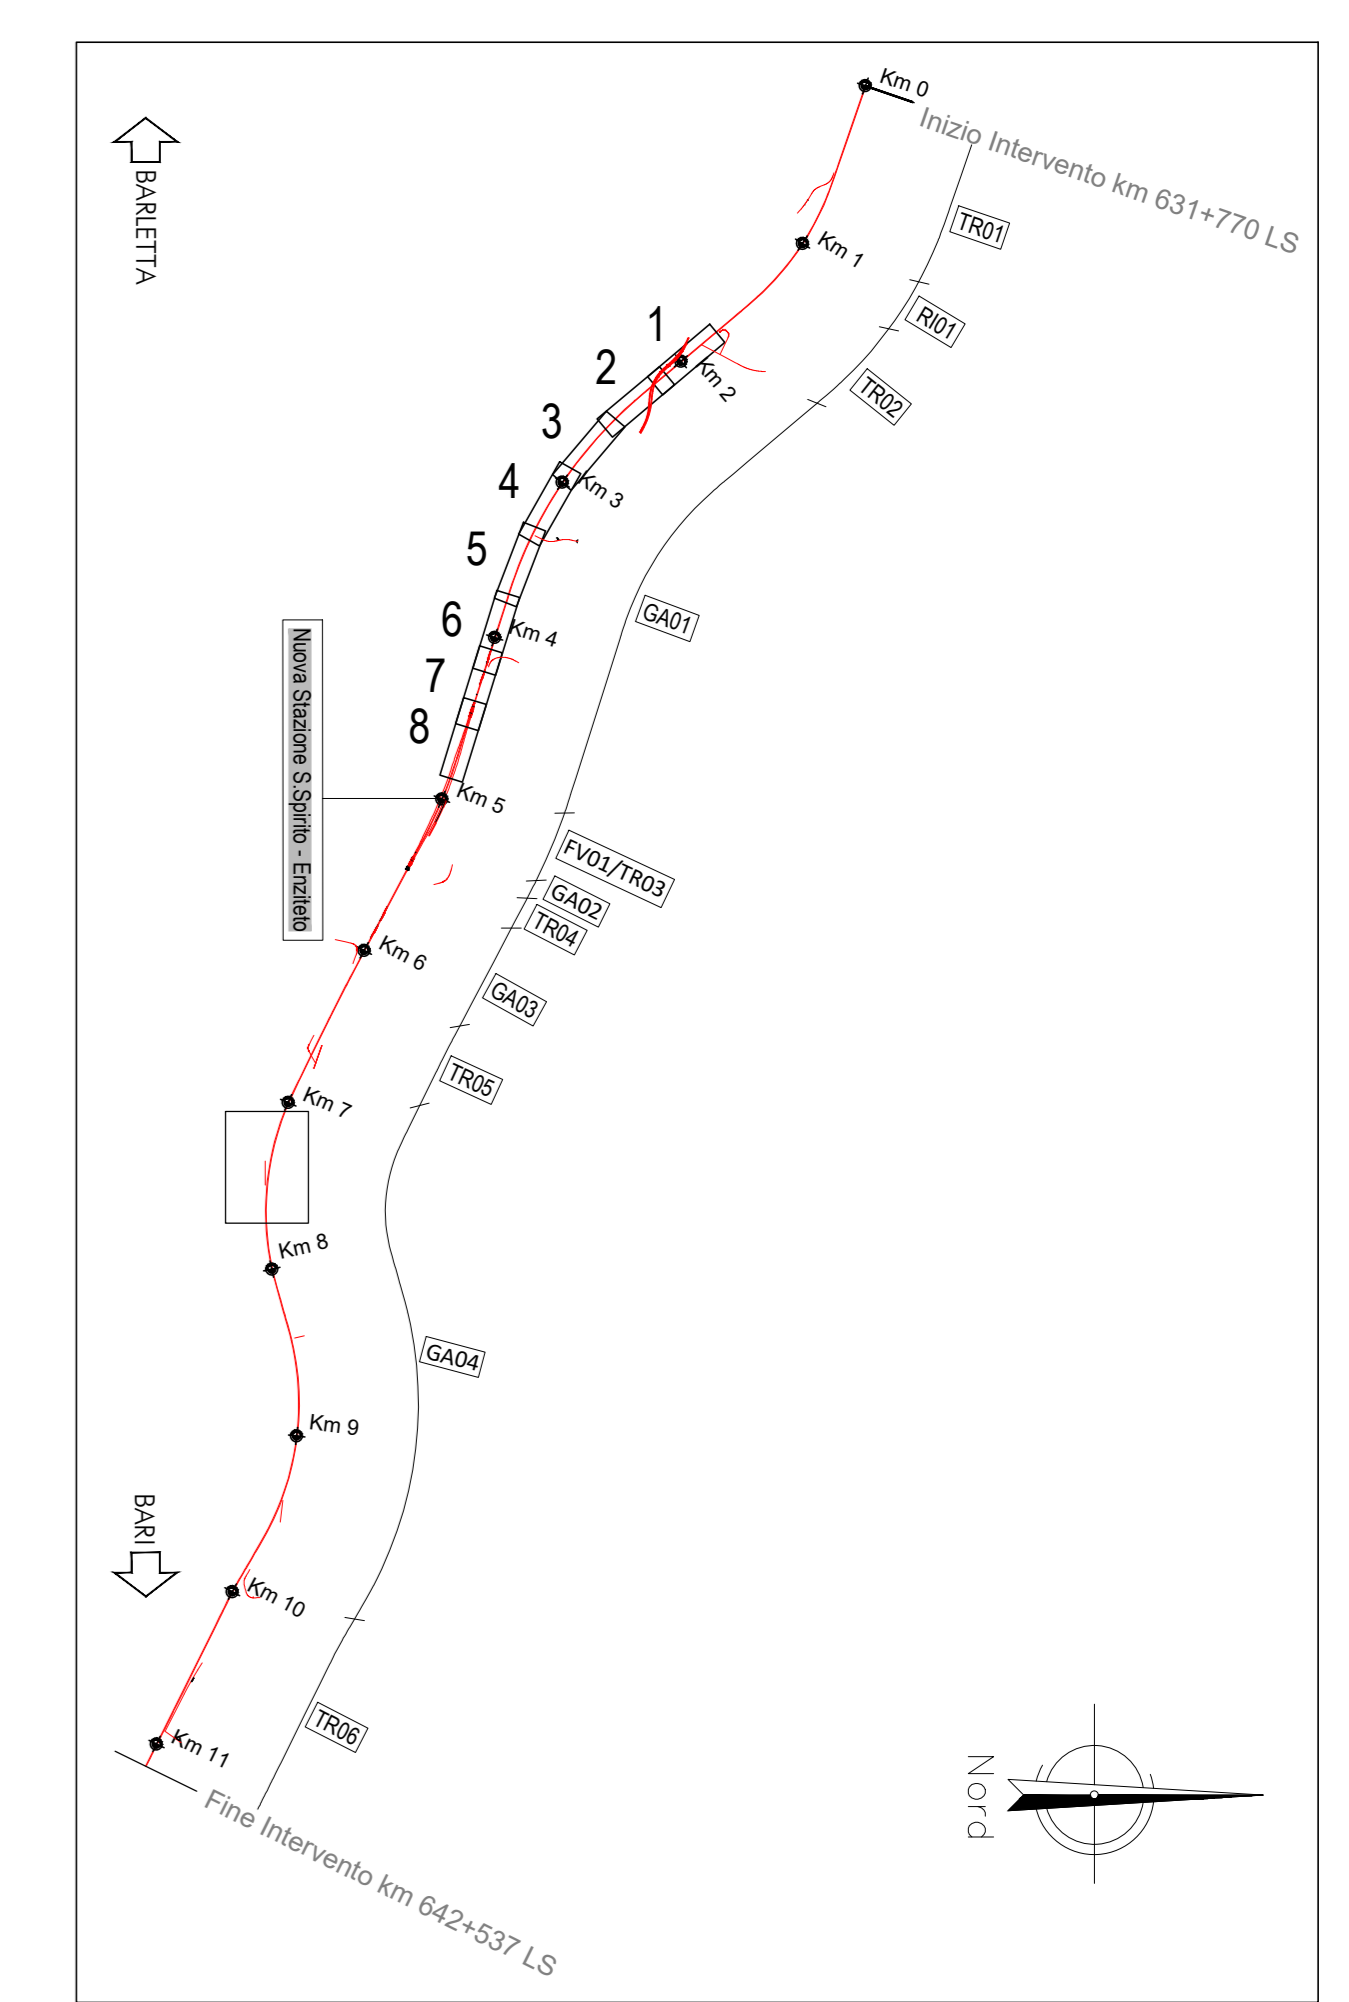 Km 0
Inizio Intervento km 631+770 LS
BARLETTA
TR01
Km 1
RI01
1
Km 2
TR02
2
3
Km 3
4
5
GA01
6
Km 4
7
8
Nuova Stazione S.Spirito - Enziteto
Km 5
FV01/TR03
GA02
TR04
Km 6
GA03
TR05
Km 7
Km 8
GA04
Km 9
BARI
Km 10
TR06
Km 11
Fine Intervento km 642+537 LS
Nord